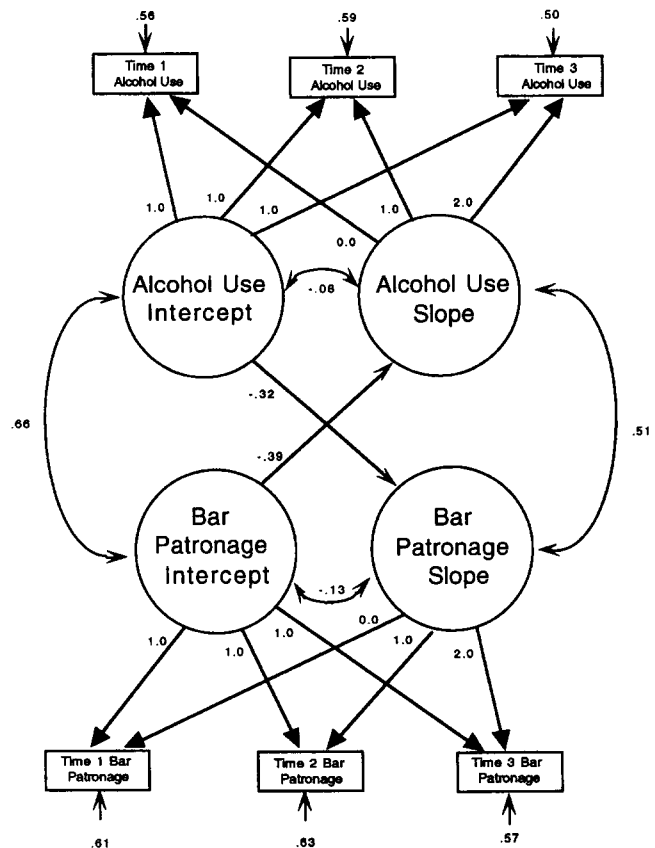 .56
.59
.50
Time 1
Alcohol Use
Time 2
Alcohol Use
Time 3
Alcohol Use
1.0
1.0
1.0
0.0
1.0
2.0
Alcohol Use
Intercept
-.06
Alcohol Use
Slope
.66
-.32
-.39
.51
Bar
Patronage
Intercept
-.13
Bar
Patronage
Slope
1.0
1.0
1.0
0.0
1.0
2.0
Time 1 Bar
Patronage
Time 2 Bar
Patronage
Time 3 Bar
Patronage
.61
.63
.57